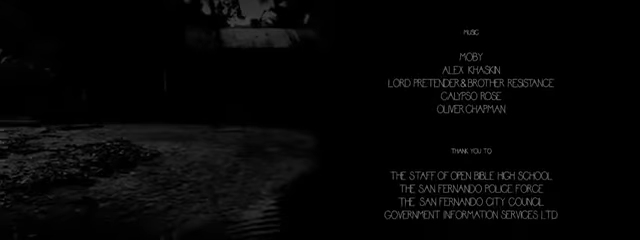 MUSIC
MOBY
ALEX KHASKIN
LORD PRETENDER & BROTHER RESISTANCE
CALYPSO ROSE
OLIVER CHAPMAN
THANK YOU TO
THE STAFF OF OPEN BIBLE HIGH SCHOOL
THE SAN FERNANDO POLICE FORCE
THE SAN FERNANDO CITY COUNCIL
GOVERNMENT INFORMATION SERVICES LTD